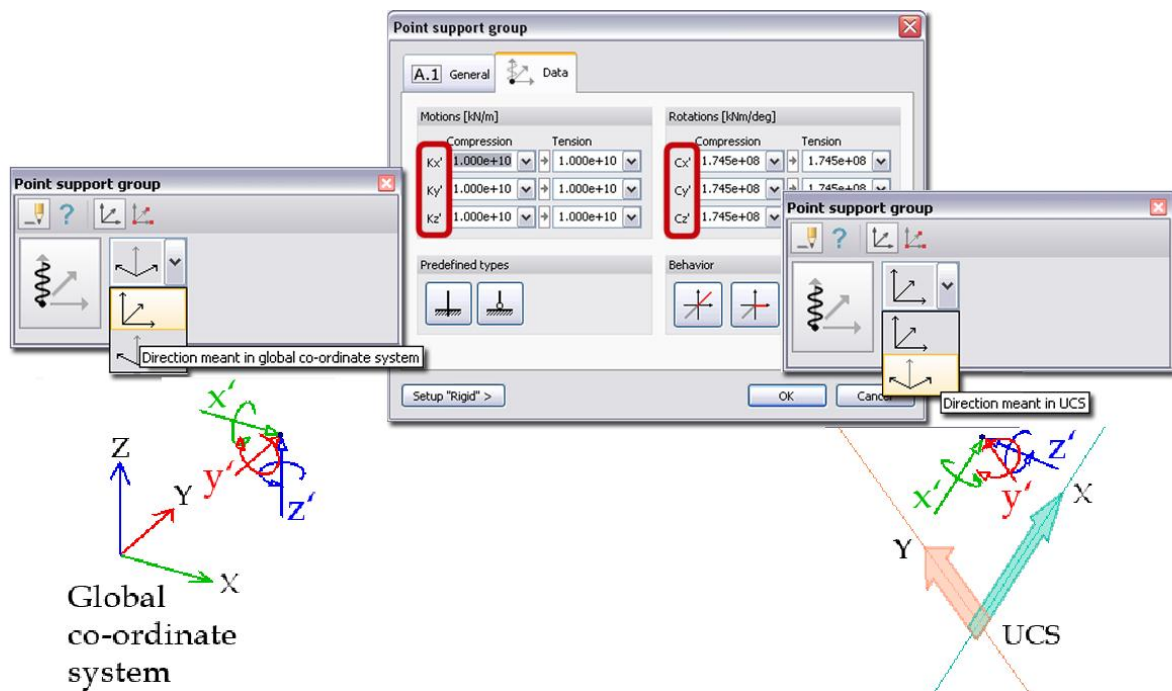 Point support group
A.1 General Data
Motions [kN/m] Rotations [kNm/deg]
Compression Tension Compression Tension
Kx' 1.000e+10 1.000e+10 Cx' 1.745e+08 1.745e+08
Ky' 1.000e+10 1.000e+10 Cy' 1.745e+08 1.745e+08
Kz' 1.000e+10 1.000e+10 Cz' 1.745e+08
Predefined types Behavior
Setup "Rigid" > OK Cancel
Point support group
Direction meant in global co-ordinate system
Point support group
Direction meant in UCS
x'
y'
z'
Z
Y
X
Global
co-ordinate
system
x'
y'
z'
X
Y
UCS